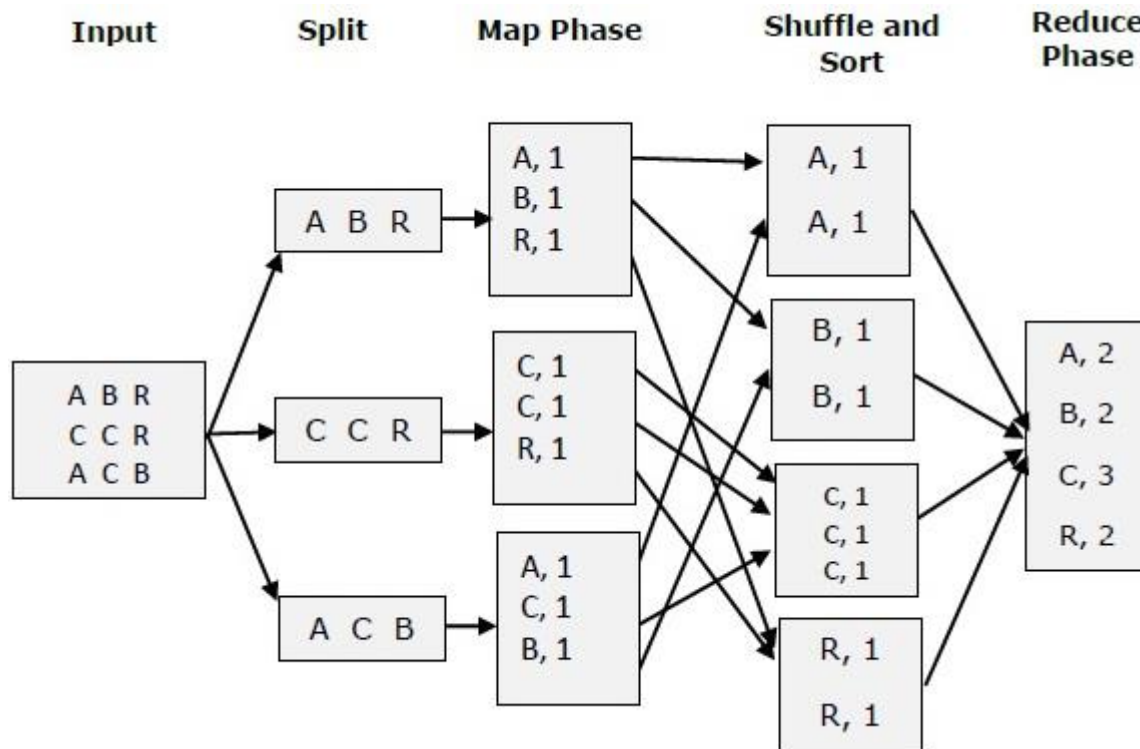 Input
Split
Map Phase
Shuffle and
Sort
Reduce
Phase
A B R
C C R
A C B
A B R
C C R
A C B
A, 1
B, 1
R, 1
C, 1
C, 1
R, 1
A, 1
C, 1
B, 1
A, 1
A, 1
B, 1
B, 1
C, 1
C, 1
C, 1
R, 1
R, 1
A, 2
B, 2
C, 3
R, 2